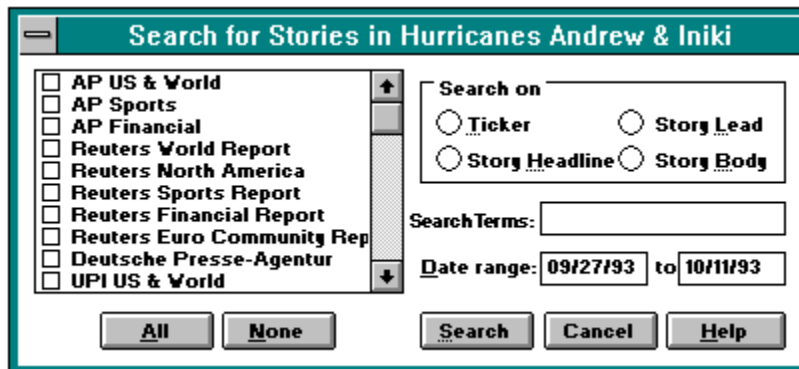 Search for Stories in Hurricanes Andrew & Iniki
AP US & World
AP Sports
AP Financial
Reuters World Report
Reuters North America
Reuters Sports Report
Reuters Financial Report
Reuters Euro Community Rep
Deutsche Presse-Agentur
UPI US & World
All None
Search on
Ticker Story Lead
Story Headline Story Body
Search Terms:
Date range: 09/27/93 to 10/11/93
Search Cancel Help